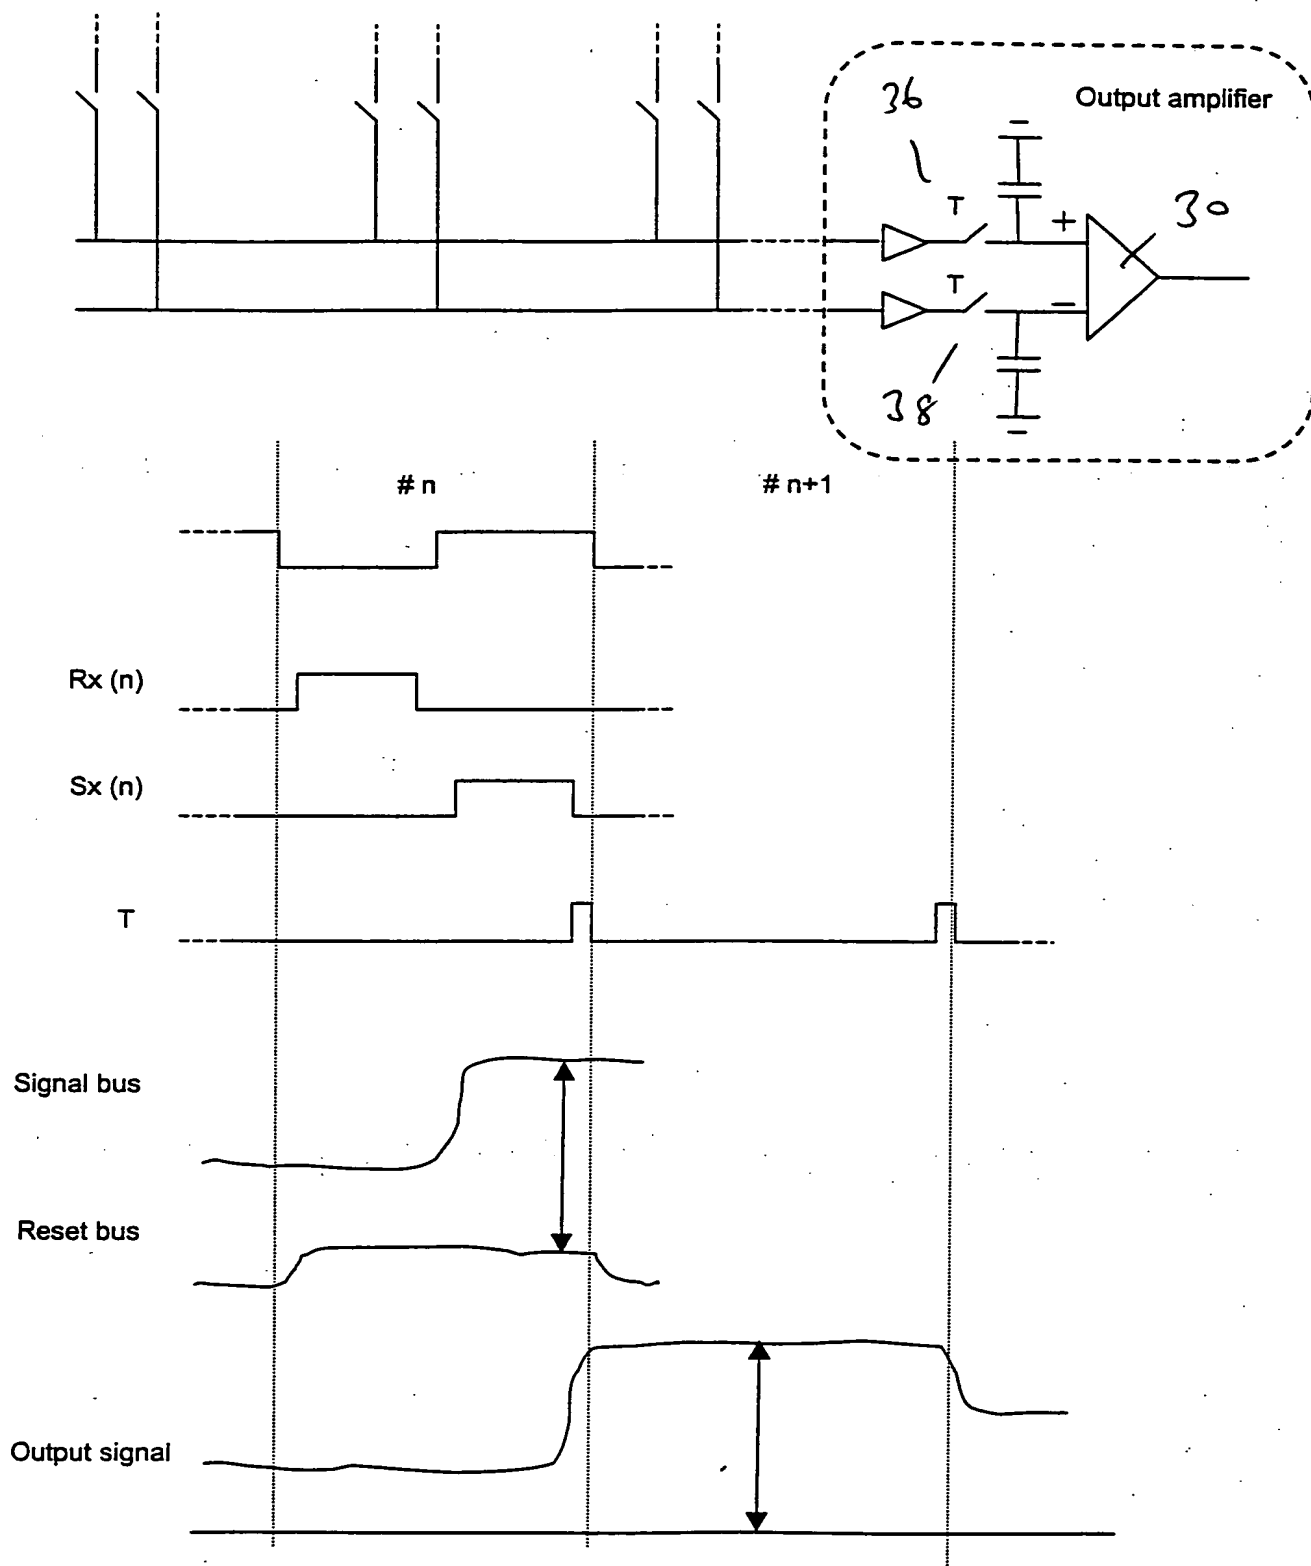 36
Output amplifier
T
+
30
T
−
38
# n
# n+1
Rx (n)
Sx (n)
T
Signal bus
Reset bus
Output signal